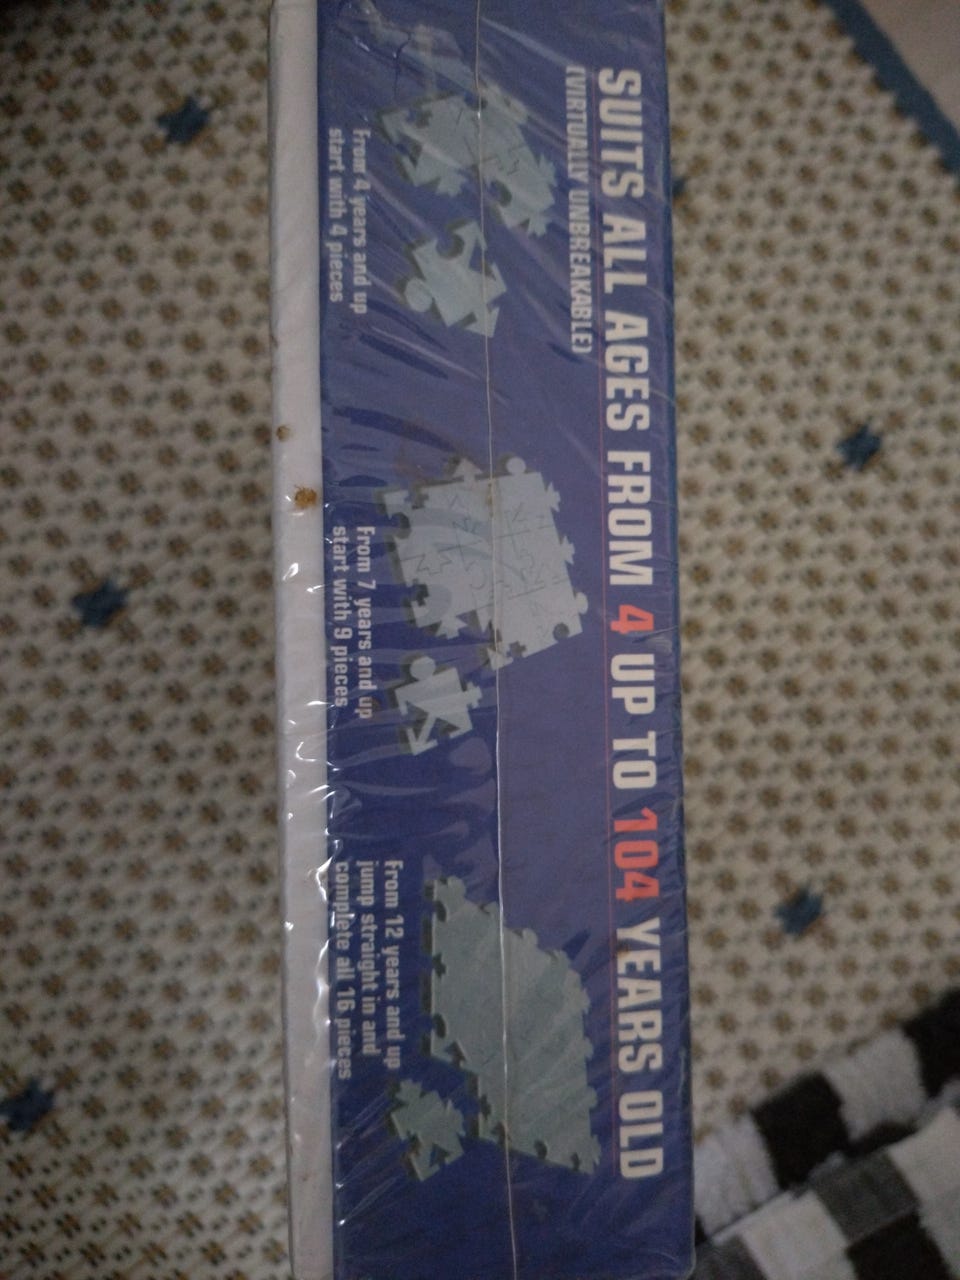 SUITS ALL AGES FROM 4 UP TO 104 YEARS OLD
(VIRTUALLY UNBREAKABLE)
From 4 years and up
start with 4 pieces
From 7 years and up
start with 9 pieces
From 12 years and up
jump straight in and
complete all 16 pieces